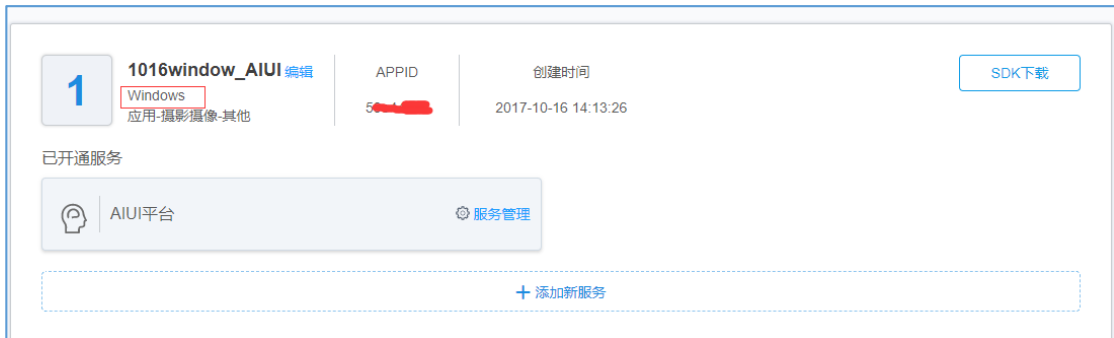 1
1016window_AIUI 编辑
Windows
应用-摄影摄像-其他
APPID
创建时间
2017-10-16 14:13:26
SDK下载
已开通服务
AIUI平台
服务管理
+ 添加新服务